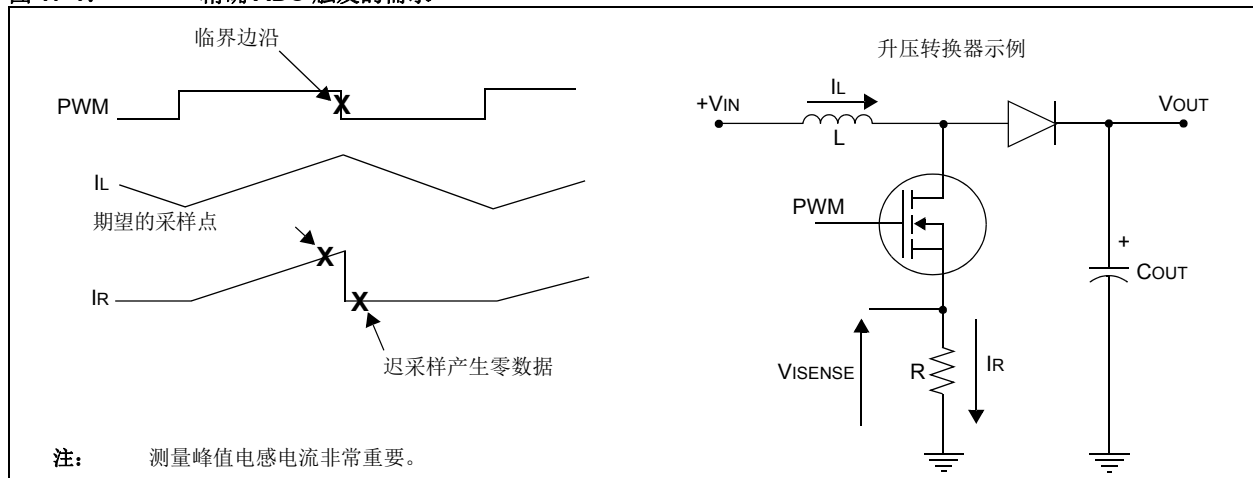 临界边沿
PWM
IL
期望的采样点
IR
迟采样产生零数据
注： 测量峰值电感电流非常重要。
升压转换器示例
+VIN
IL
L
VOUT
PWM
+
COUT
VISENSE
R
IR